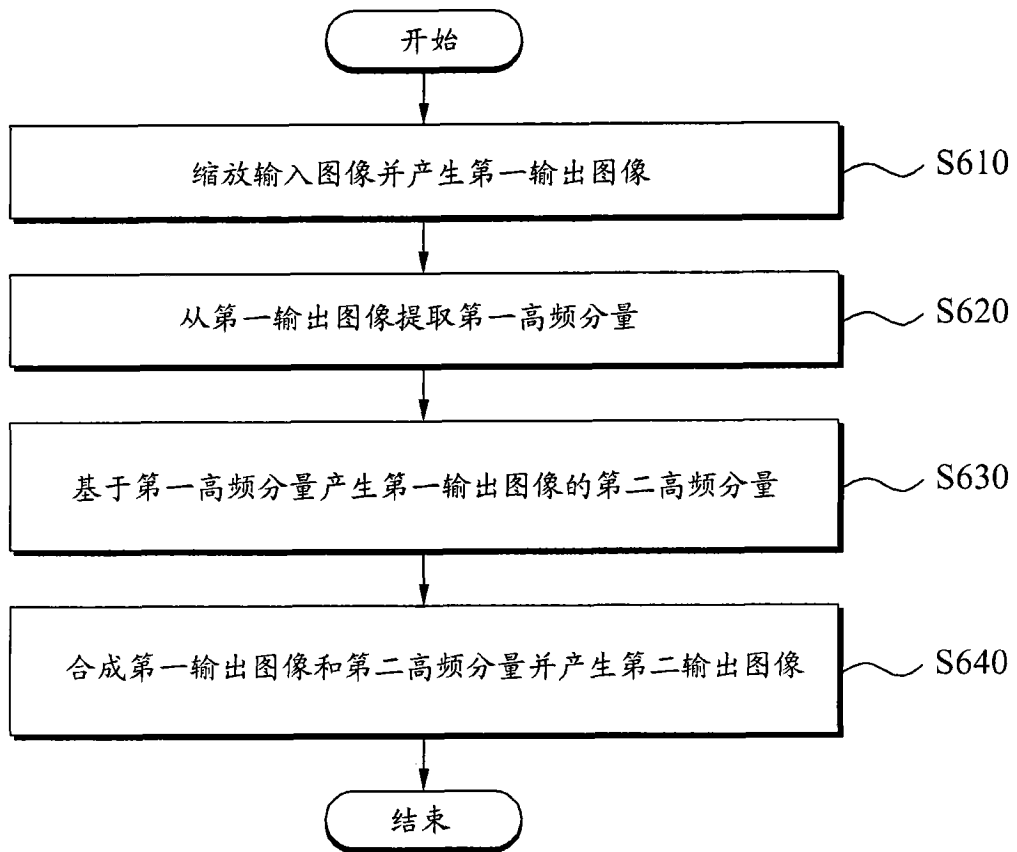 开始
缩放输入图像并产生第一输出图像
S610
从第一输出图像提取第一高频分量
S620
基于第一高频分量产生第一输出图像的第二高频分量
S630
合成第一输出图像和第二高频分量并产生第二输出图像
S640
结束